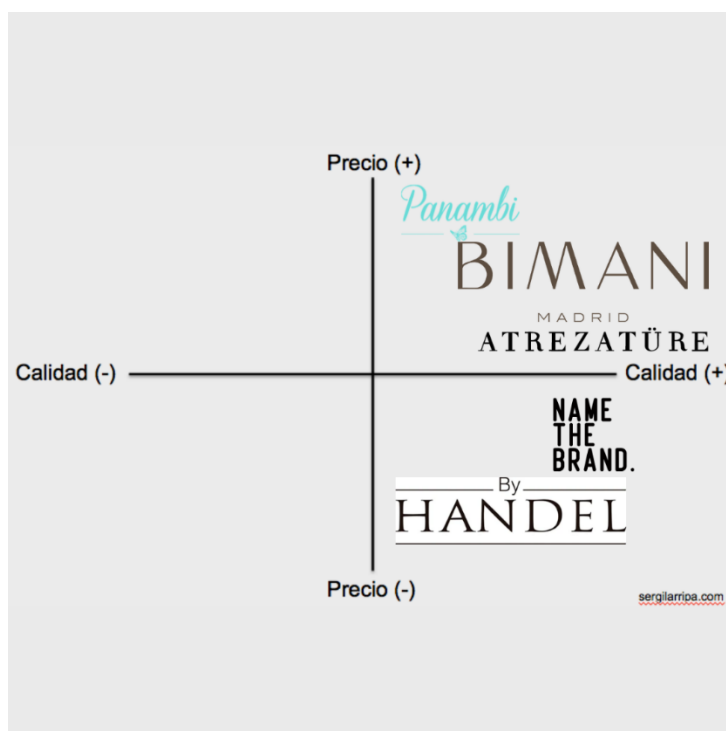 Precio (+)
Panambi
BIMANI
MADRID
ATREZATÜRE
Calidad (-)
Calidad (+)
NAME
THE
BRAND.
By
HANDEL
Precio (-)
sergilarripa.com